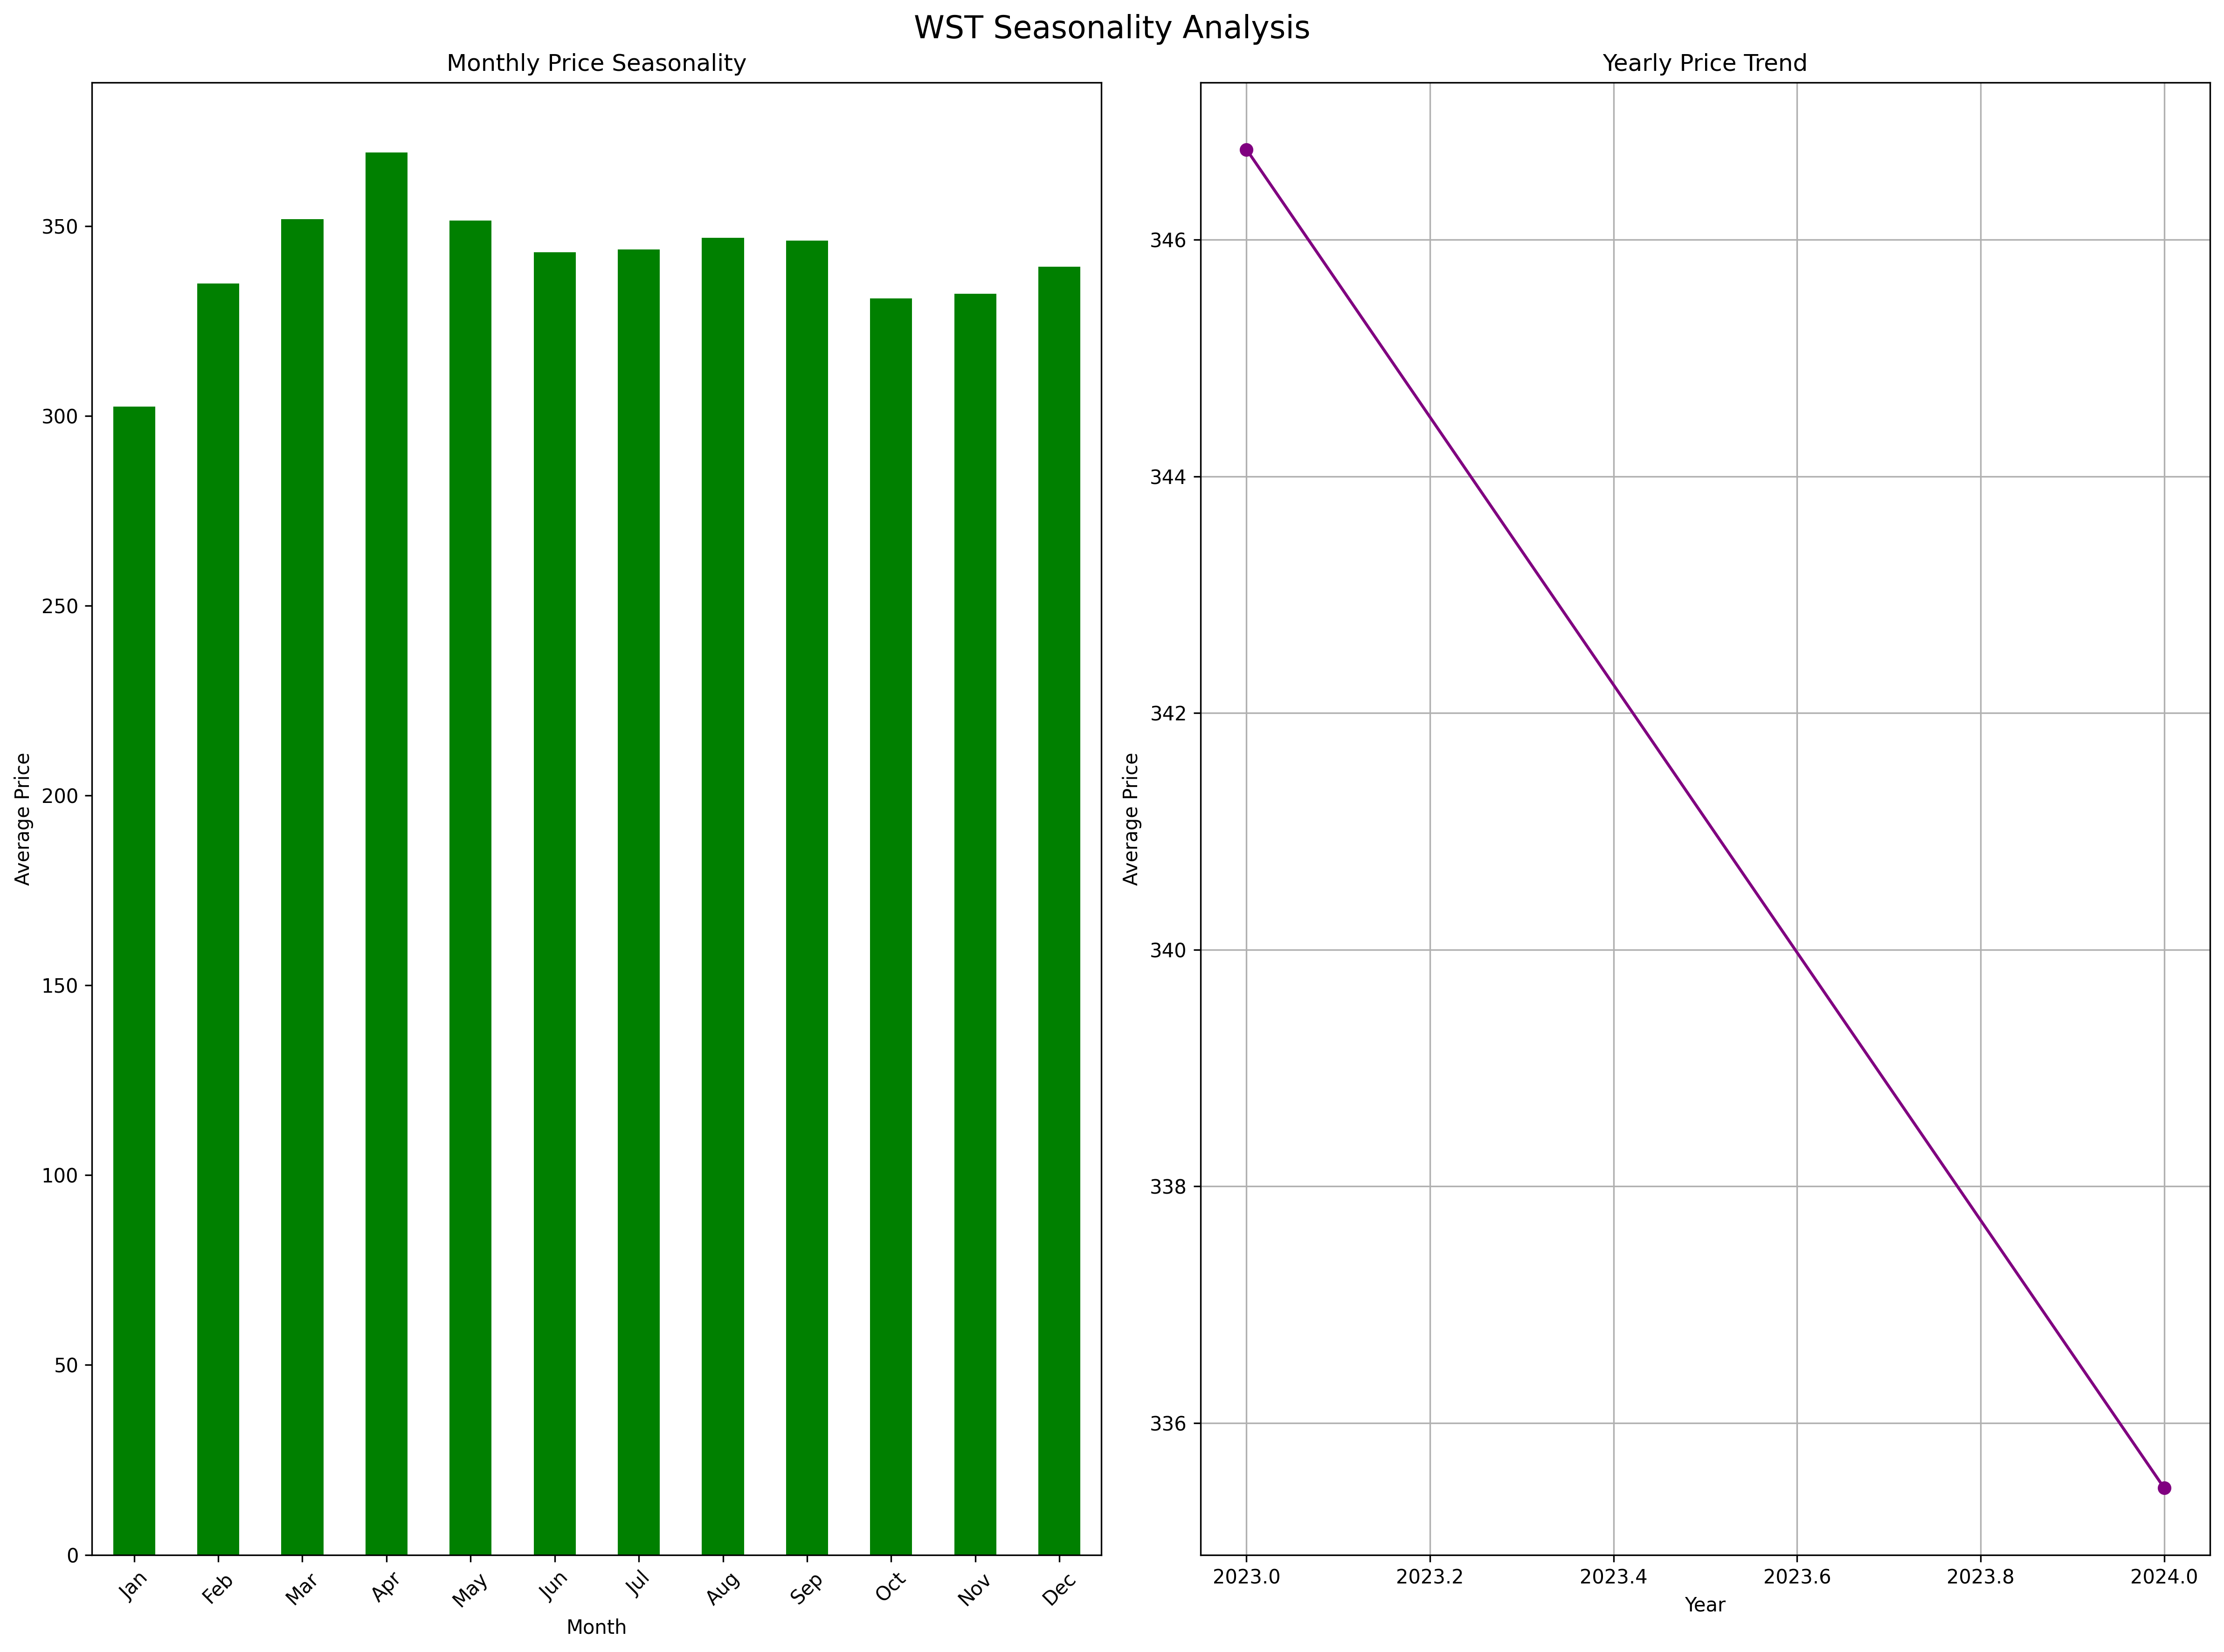 WST Seasonality Analysis
Monthly Price Seasonality
Average Price
350
300
250
200
150
100
50
0
Jan Feb Mar Apr May Jun Jul Aug Sep Oct Nov Dec
Month
Yearly Price Trend
Average Price
346
344
342
340
338
336
2023.0 2023.2 2023.4 2023.6 2023.8 2024.0
Year